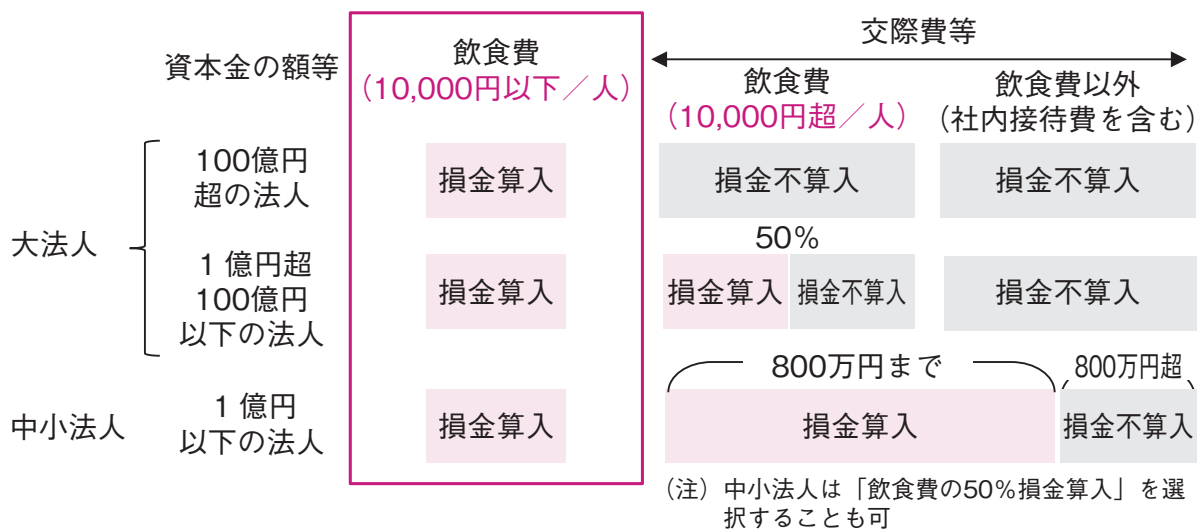 資本金の額等
飲食費
（10,000円以下／人）
交際費等
飲食費
（10,000円超／人）
飲食費以外
（社内接待費を含む）
大法人
100億円
超の法人
損金算入
損金不算入
損金不算入
1億円超
100億円
以下の法人
損金算入
50％
損金算入
損金不算入
損金不算入
中小法人
1億円
以下の法人
損金算入
800万円まで
損金算入
800万円超
損金不算入
（注）中小法人は「飲食費の50％損金算入」を選
択することも可